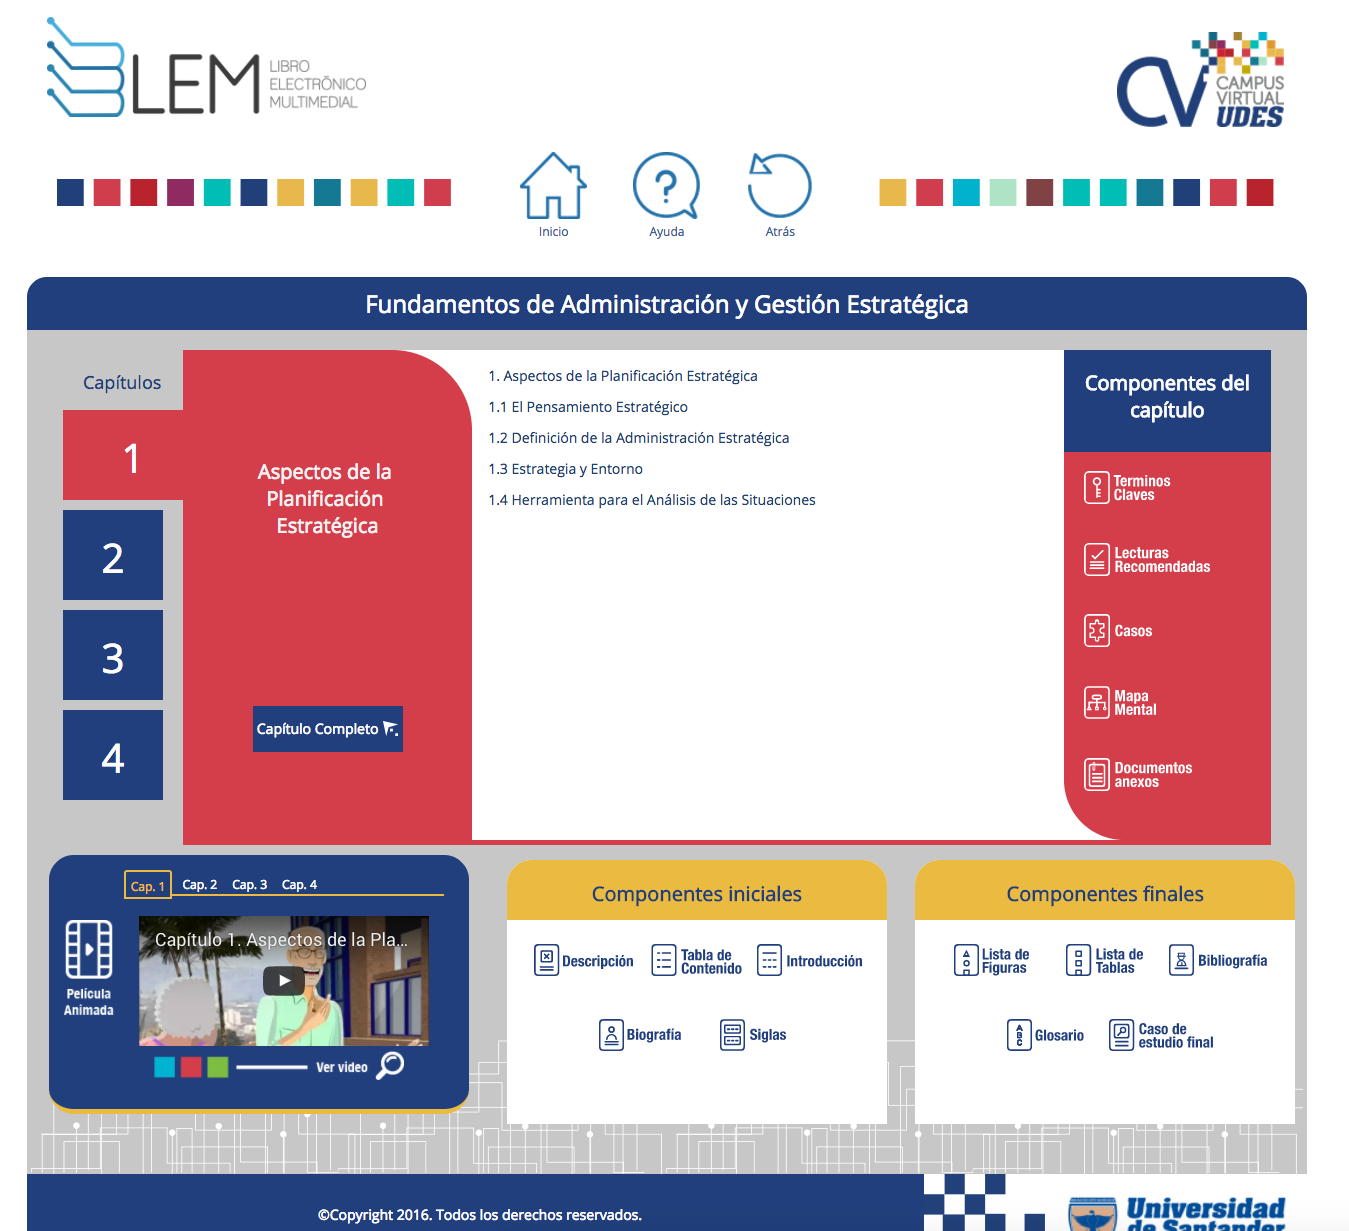 LEM
LIBRO
ELECTRÓNICO
MULTIMEDIAL
CV
CAMPUS
VIRTUAL
UDES
Inicio
Ayuda
Atrás
Fundamentos de Administración y Gestión Estratégica
Capítulos
1
2
3
4
Aspectos de la
Planificación
Estratégica
Capítulo Completo
1. Aspectos de la Planificación Estratégica
1.1 El Pensamiento Estratégico
1.2 Definición de la Administración Estratégica
1.3 Estrategia y Entorno
1.4 Herramienta para el Análisis de las Situaciones
Componentes del
capítulo
Terminos
Claves
Lecturas
Recomendadas
Casos
Mapa
Mental
Documentos
anexos
Cap. 1 Cap. 2 Cap. 3 Cap. 4
Película
Animada
Capítulo 1. Aspectos de la Pla...
Ver video
Componentes iniciales
Descripción
Tabla de
Contenido
Introducción
Biografía
Siglas
Componentes finales
Lista de
Figuras
Lista de
Tablas
Bibliografía
ABC
Glosario
Caso de
estudio final
©Copyright 2016. Todos los derechos reservados.
Universidad
de Santander